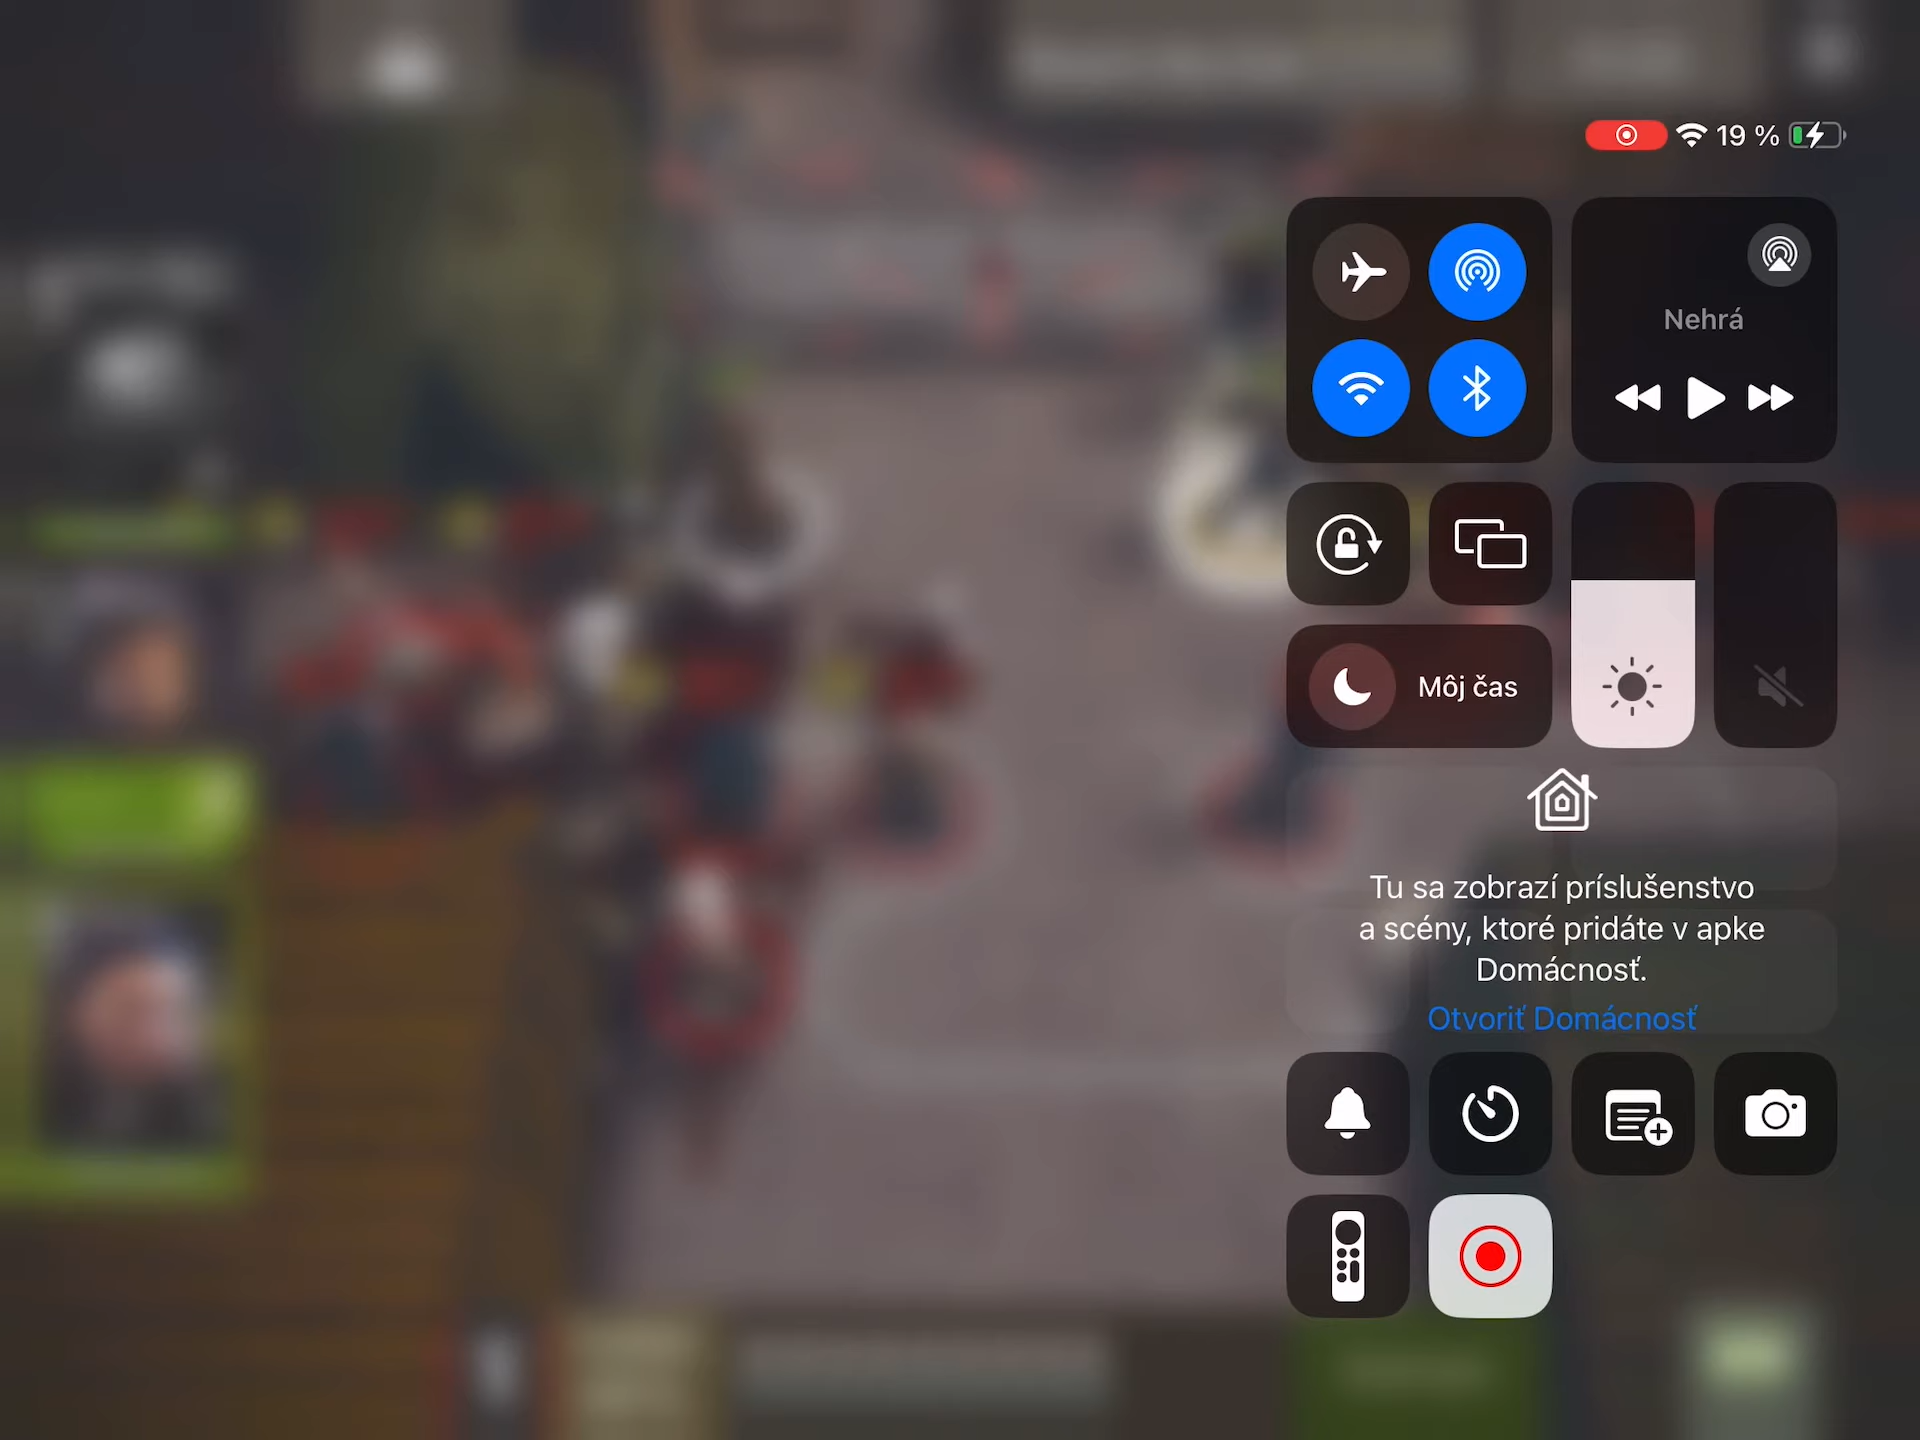 19 %
Nehrá
Môj čas
Tu sa zobrazí príslušenstvo
a scény, ktoré pridáte v apke
Domácnosť.
Otvoriť Domácnosť